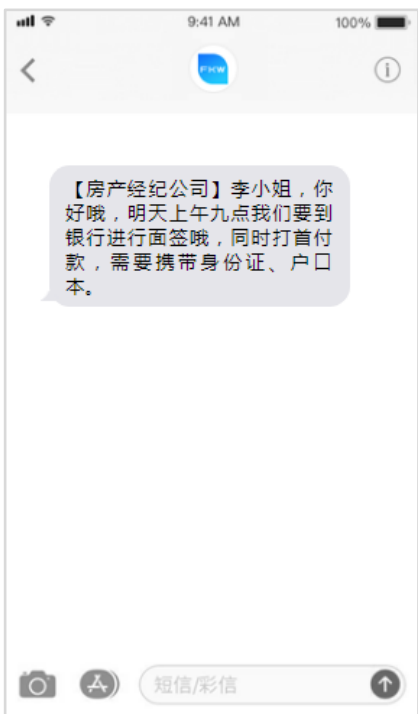 9:41 AM
100%
FHW
【房产经纪公司】李小姐，你
好哦，明天上午九点我们要到
银行进行面签哦，同时打首付
款，需要携带身份证、户口
本。
短信/彩信